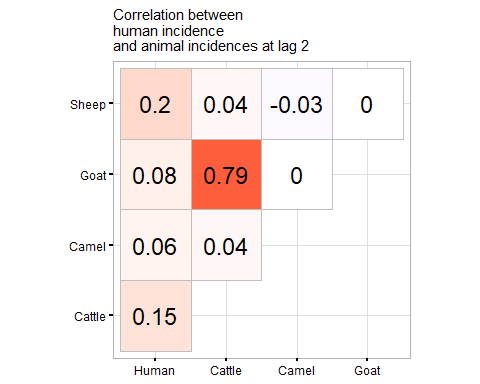 Correlation between
human incidence
and animal incidences at lag 2
Sheep 0.2 0.04 -0.03 0
Goat 0.08 0.79 0
Camel 0.06 0.04
Cattle 0.15
Human Cattle Camel Goat